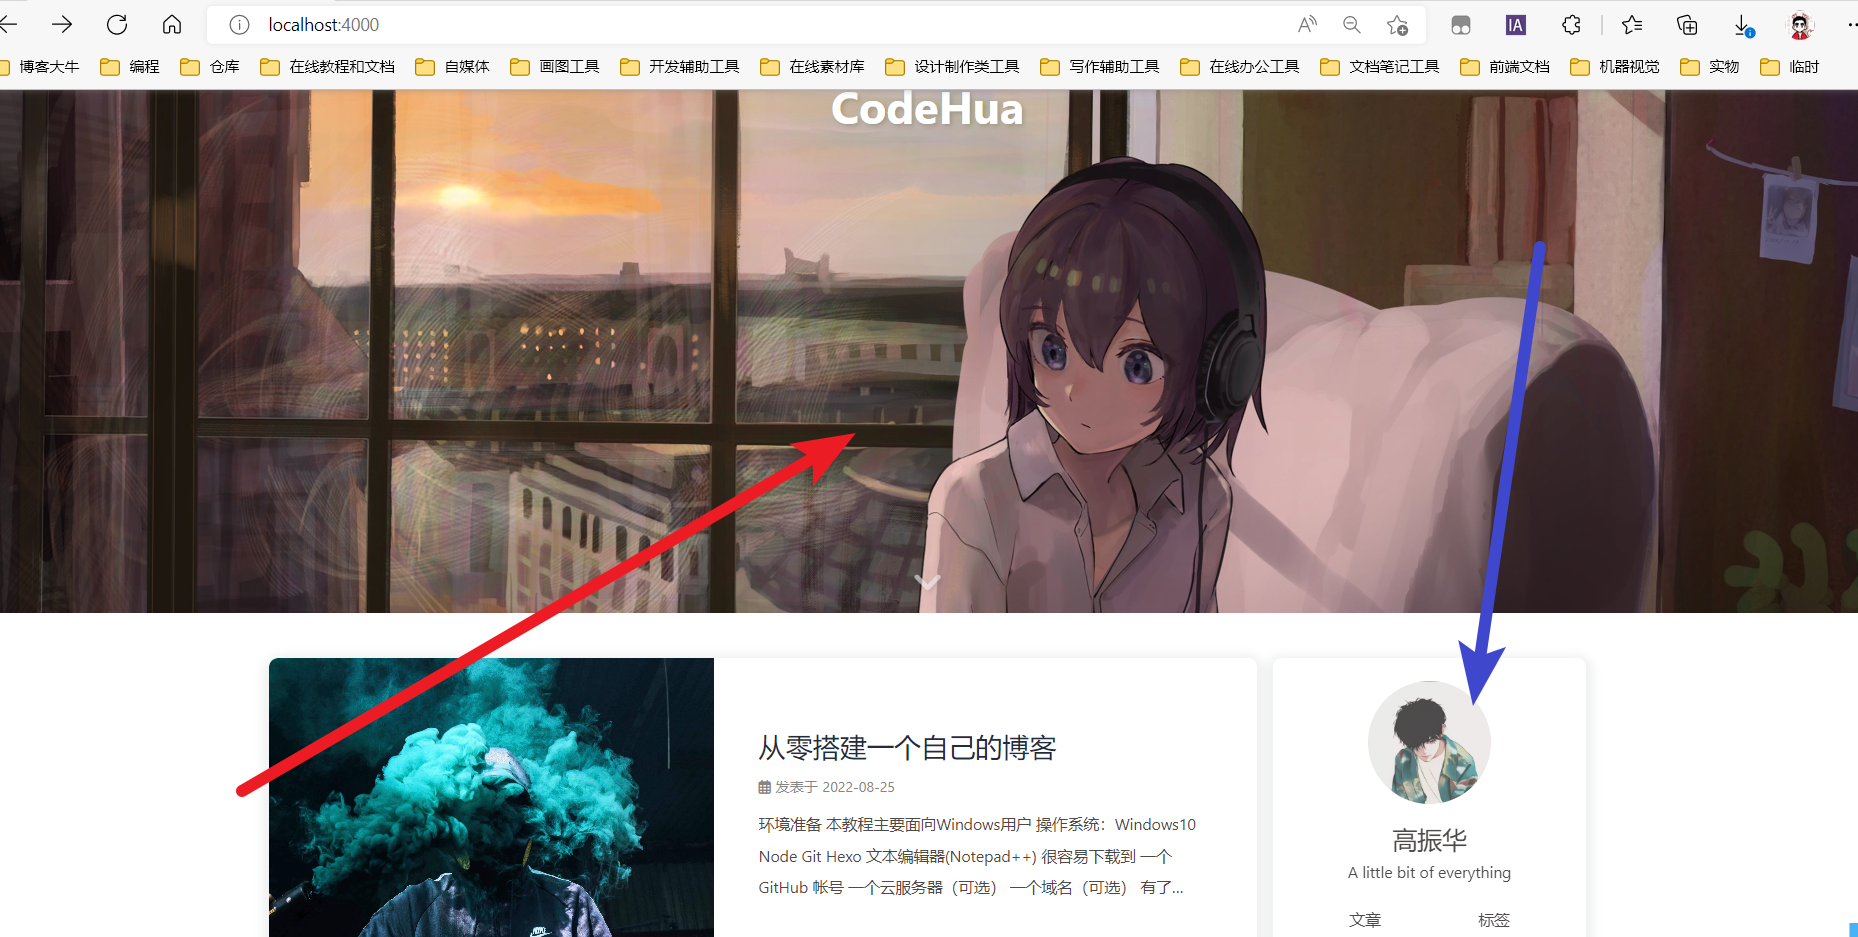 localhost:4000
IA
博客大牛 编程 仓库 在线教程和文档 自媒体 画图工具 开发辅助工具 在线素材库 设计制作类工具 写作辅助工具 在线办公工具 文档笔记工具 前端文档 机器视觉 实物 临时
CodeHua
从零搭建一个自己的博客
发表于 2022-08-25
环境准备 本教程主要面向Windows用户 操作系统：Windows10
Node Git Hexo 文本编辑器(Notepad++) 很容易下载到 一个
GitHub 帐号 一个云服务器（可选） 一个域名（可选） 有了...
高振华
A little bit of everything
文章 标签